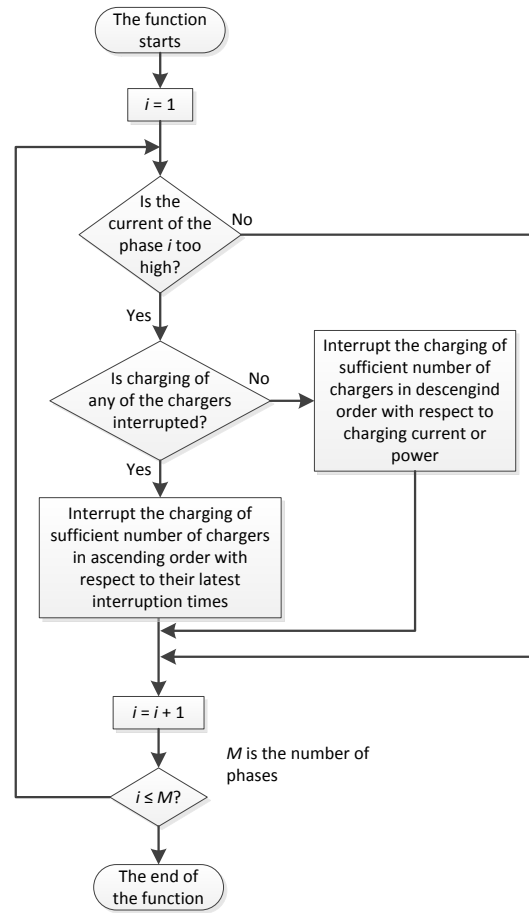 The function
starts
i = 1
Is the
current of the
phase i too
high?
No
Yes
Is charging of
any of the chargers
interrupted?
No
Interrupt the charging of
sufficient number of
chargers in descengind
order with respect to
charging current or
power
Yes
Interrupt the charging of
sufficient number of chargers
in ascending order with
respect to their latest
interruption times
i = i + 1
M is the number of
phases
i ≤ M?
The end of
the function